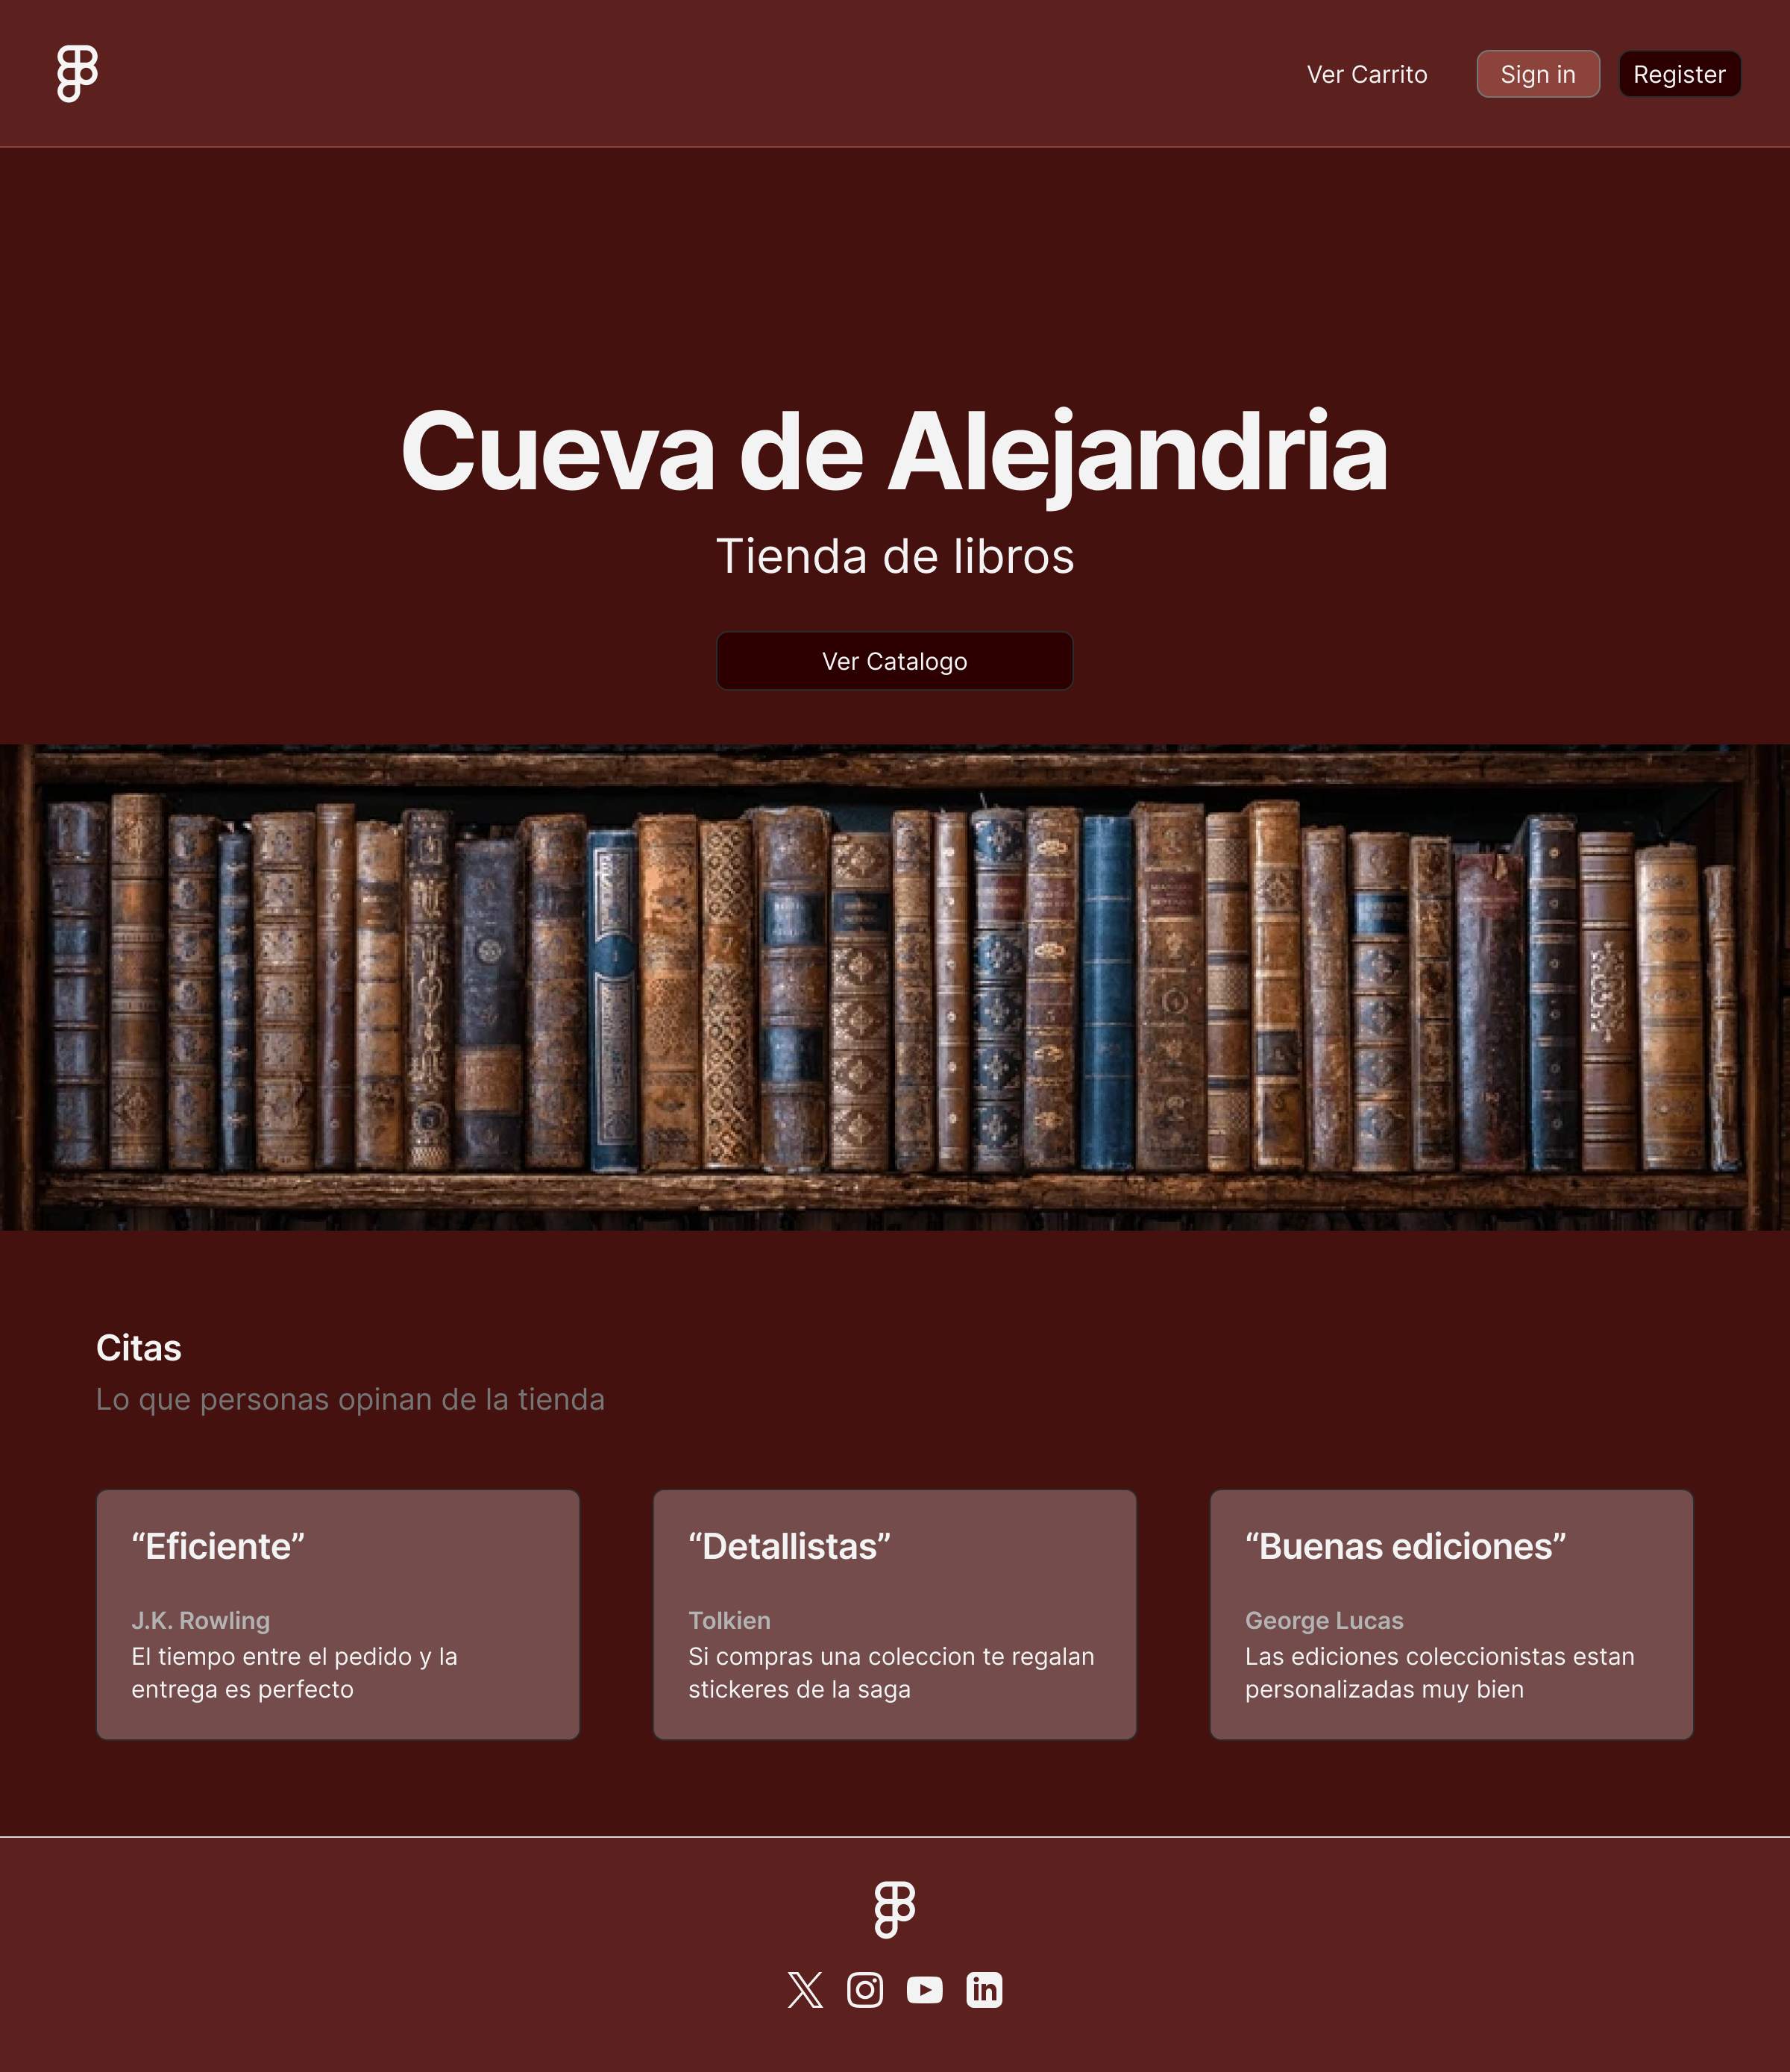 Ver Carrito
Sign in
Register
Cueva de Alejandria
Tienda de libros
Ver Catalogo
Citas
Lo que personas opinan de la tienda
“Eficiente”
J.K. Rowling
El tiempo entre el pedido y la
entrega es perfecto
“Detallistas”
Tolkien
Si compras una coleccion te regalan
stickeres de la saga
“Buenas ediciones”
George Lucas
Las ediciones coleccionistas estan
personalizadas muy bien